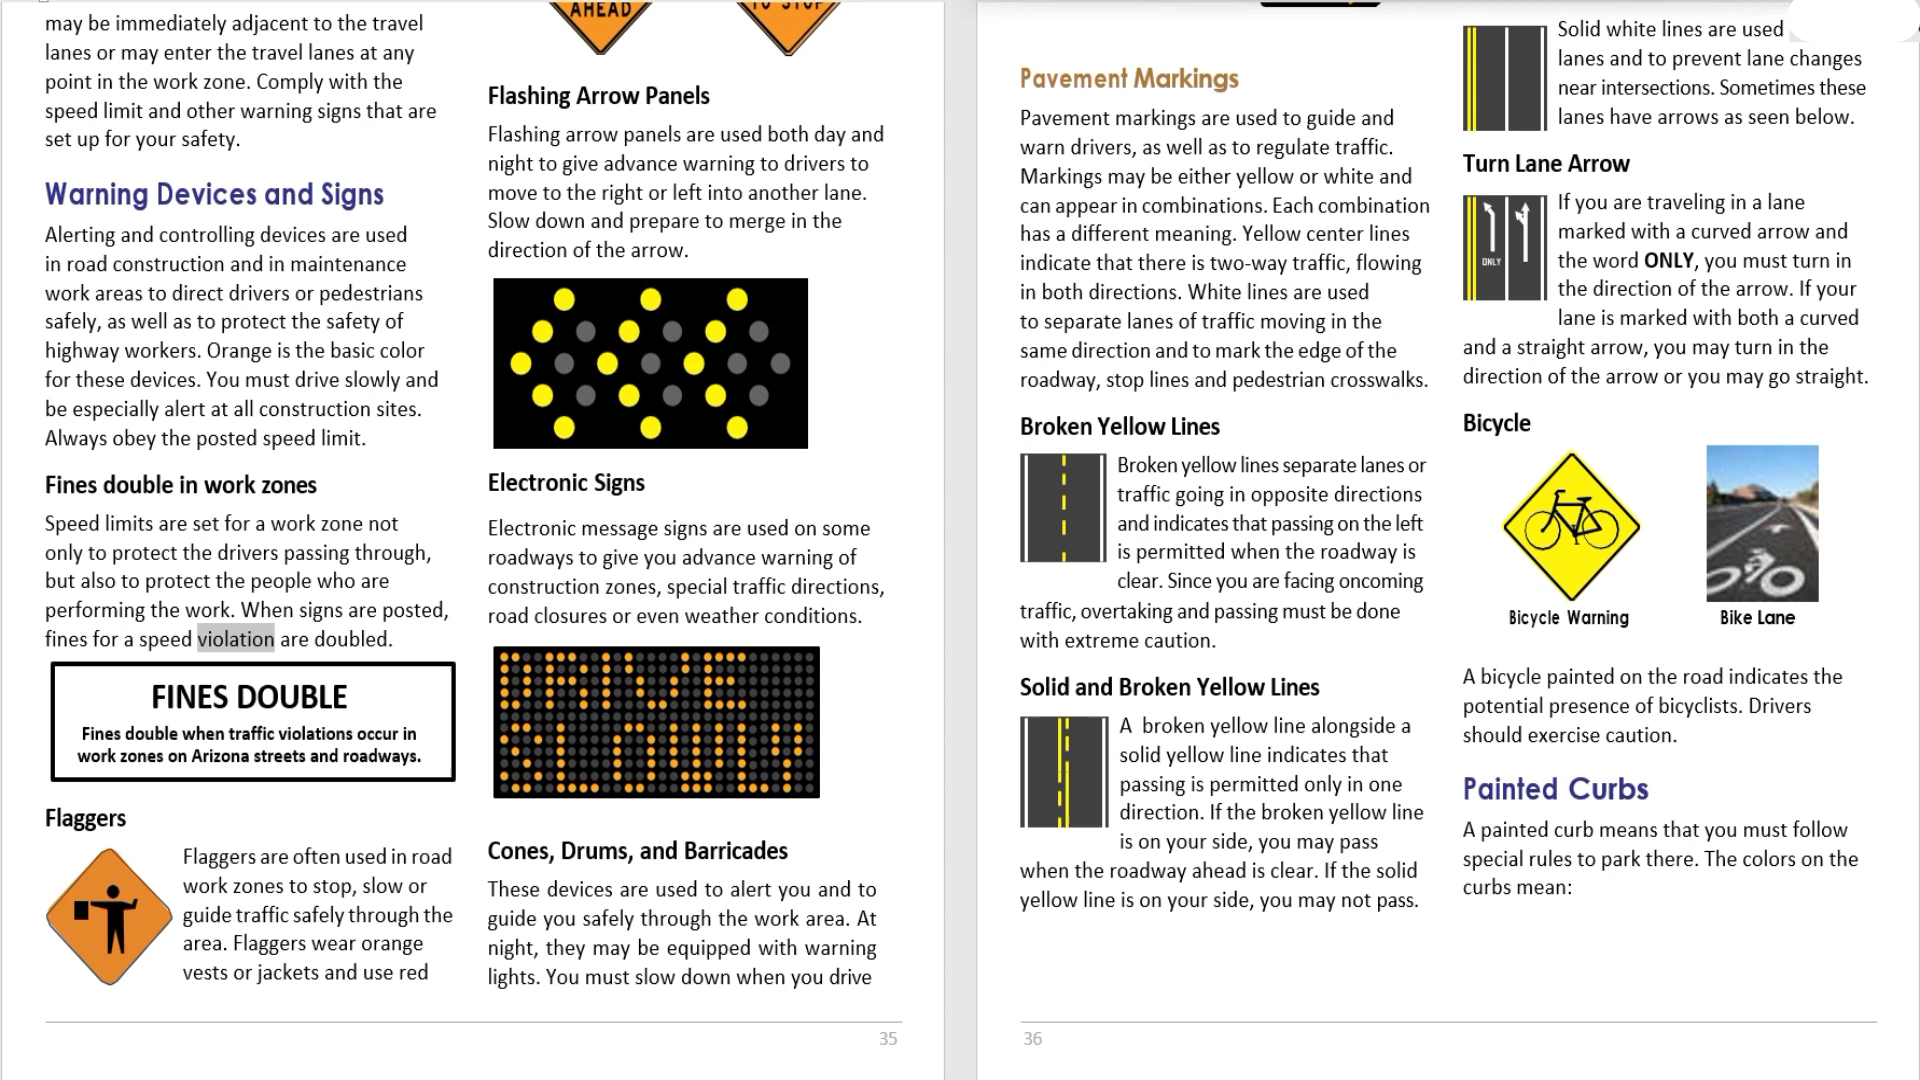 may be immediately adjacent to the travel
lanes or may enter the travel lanes at any
point in the work zone. Comply with the
speed limit and other warning signs that are
set up for your safety.
Warning Devices and Signs
Alerting and controlling devices are used
in road construction and in maintenance
work areas to direct drivers or pedestrians
safely, as well as to protect the safety of
highway workers. Orange is the basic color
for these devices. You must drive slowly and
be especially alert at all construction sites.
Always obey the posted speed limit.
Fines double in work zones
Speed limits are set for a work zone not
only to protect the drivers passing through,
but also to protect the people who are
performing the work. When signs are posted,
fines for a speed violation are doubled.
FINES DOUBLE
Fines double when traffic violations occur in
work zones on Arizona streets and roadways.
Flaggers
Flaggers are often used in road
work zones to stop, slow or
guide traffic safely through the
area. Flaggers wear orange
vests or jackets and use red
AHEAD
TO STOP
Flashing Arrow Panels
Flashing arrow panels are used both day and
night to give advance warning to drivers to
move to the right or left into another lane.
Slow down and prepare to merge in the
direction of the arrow.
Electronic Signs
Electronic message signs are used on some
roadways to give you advance warning of
construction zones, special traffic directions,
road closures or even weather conditions.
DRIVE
SLOWLY
Cones, Drums, and Barricades
These devices are used to alert you and to
guide you safely through the work area. At
night, they may be equipped with warning
lights. You must slow down when you drive
35
Pavement Markings
Pavement markings are used to guide and
warn drivers, as well as to regulate traffic.
Markings may be either yellow or white and
can appear in combinations. Each combination
has a different meaning. Yellow center lines
indicate that there is two-way traffic, flowing
in both directions. White lines are used
to separate lanes of traffic moving in the
same direction and to mark the edge of the
roadway, stop lines and pedestrian crosswalks.
Broken Yellow Lines
Broken yellow lines separate lanes or
traffic going in opposite directions
and indicates that passing on the left
is permitted when the roadway is
clear. Since you are facing oncoming
traffic, overtaking and passing must be done
with extreme caution.
Solid and Broken Yellow Lines
A broken yellow line alongside a
solid yellow line indicates that
passing is permitted only in one
direction. If the broken yellow line
is on your side, you may pass
when the roadway ahead is clear. If the solid
yellow line is on your side, you may not pass.
Solid white lines are used
lanes and to prevent lane changes
near intersections. Sometimes these
lanes have arrows as seen below.
Turn Lane Arrow
ONLY
If you are traveling in a lane
marked with a curved arrow and
the word ONLY, you must turn in
the direction of the arrow. If your
lane is marked with both a curved
and a straight arrow, you may turn in the
direction of the arrow or you may go straight.
Bicycle
Bicycle Warning
Bike Lane
A bicycle painted on the road indicates the
potential presence of bicyclists. Drivers
should exercise caution.
Painted Curbs
A painted curb means that you must follow
special rules to park there. The colors on the
curbs mean:
36